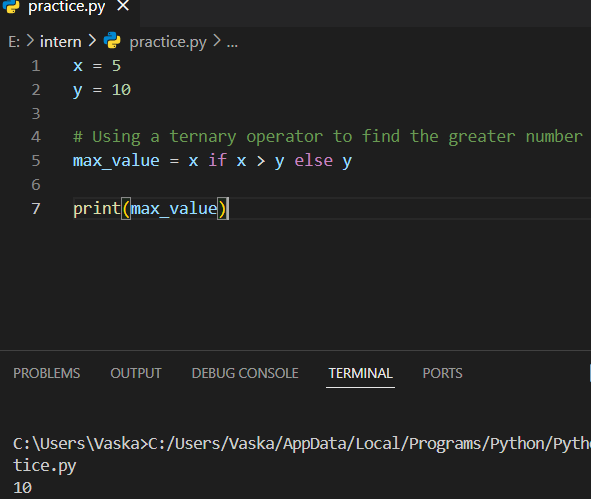 practice.py
E: > intern > practice.py > ...
1 x = 5
2 y = 10
3
4 # Using a ternary operator to find the greater number
5 max_value = x if x > y else y
6
7 print(max_value)
PROBLEMS OUTPUT DEBUG CONSOLE TERMINAL PORTS
C:\Users\Vaska>C:/Users/Vaska/AppData/Local/Programs/Python/Pytho
tice.py
10